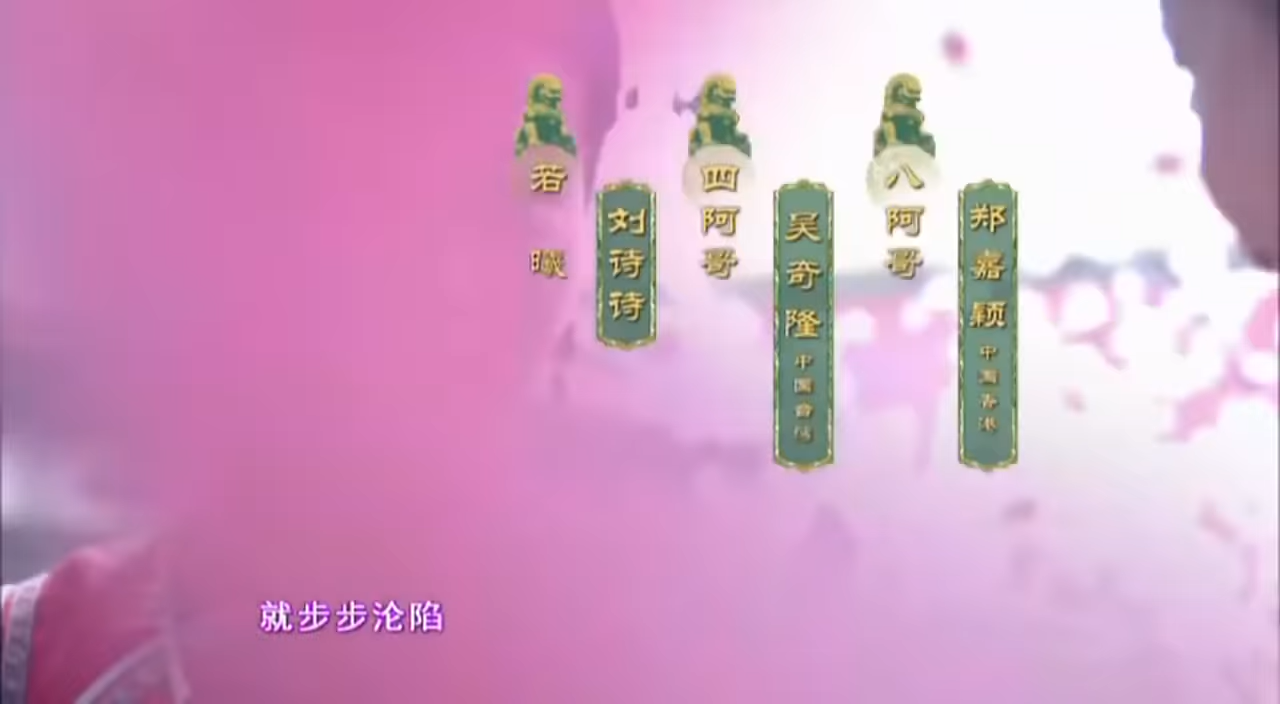 若曦
刘诗诗
四阿哥
吴奇隆
中国台湾
八阿哥
郑嘉颖
中国香港
就步步沦陷